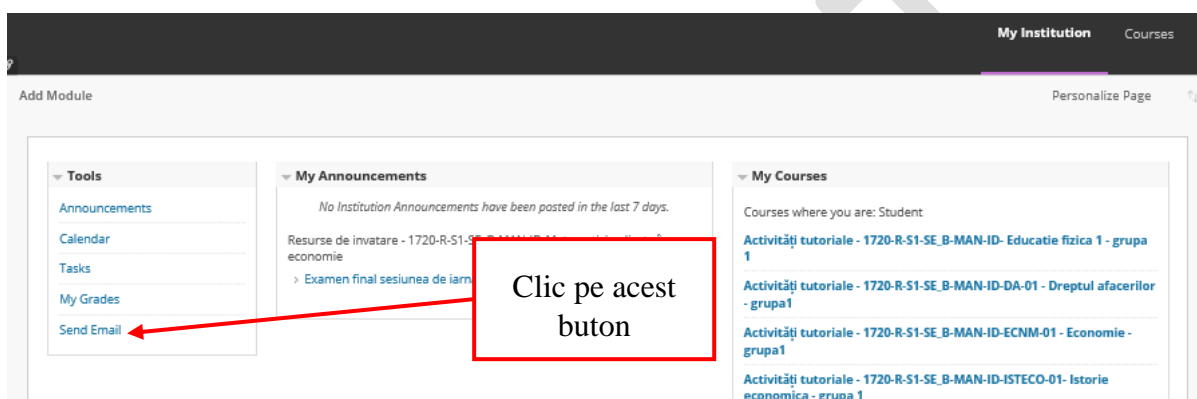 My Institution
Courses
Add Module
Personalize Page
Tools
Announcements
Calendar
Tasks
My Grades
Send Email
My Announcements
No Institution Announcements have been posted in the last 7 days.
Resurse de invatare - 1720-R-S1-
economie
Examen final sesiunea de
Clic pe acest
buton
My Courses
Courses where you are: Student
Activități tutoriale - 1720-R-S1-SE_B-MAN-ID- Educatie fizica 1 - grupa
1
Activități tutoriale - 1720-R-S1-SE_B-MAN-ID-DA-01 - Dreptul afacerilor
- grupa1
Activități tutoriale - 1720-R-S1-SE_B-MAN-ID-ECNM-01 - Economie -
grupa1
Activități tutoriale - 1720-R-S1-SE_B-MAN-ID-ISTECO-01- Istorie
economica - grupa 1